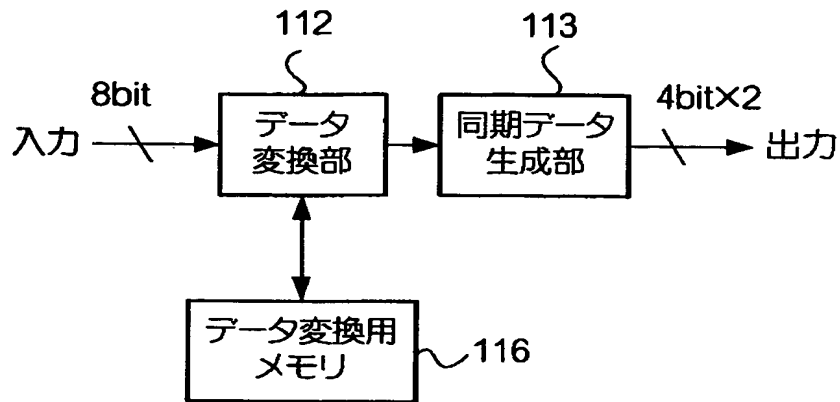 112
113
8bit
4bit×2
入力
データ
変換部
同期データ
生成部
出力
データ変換用
メモリ
116